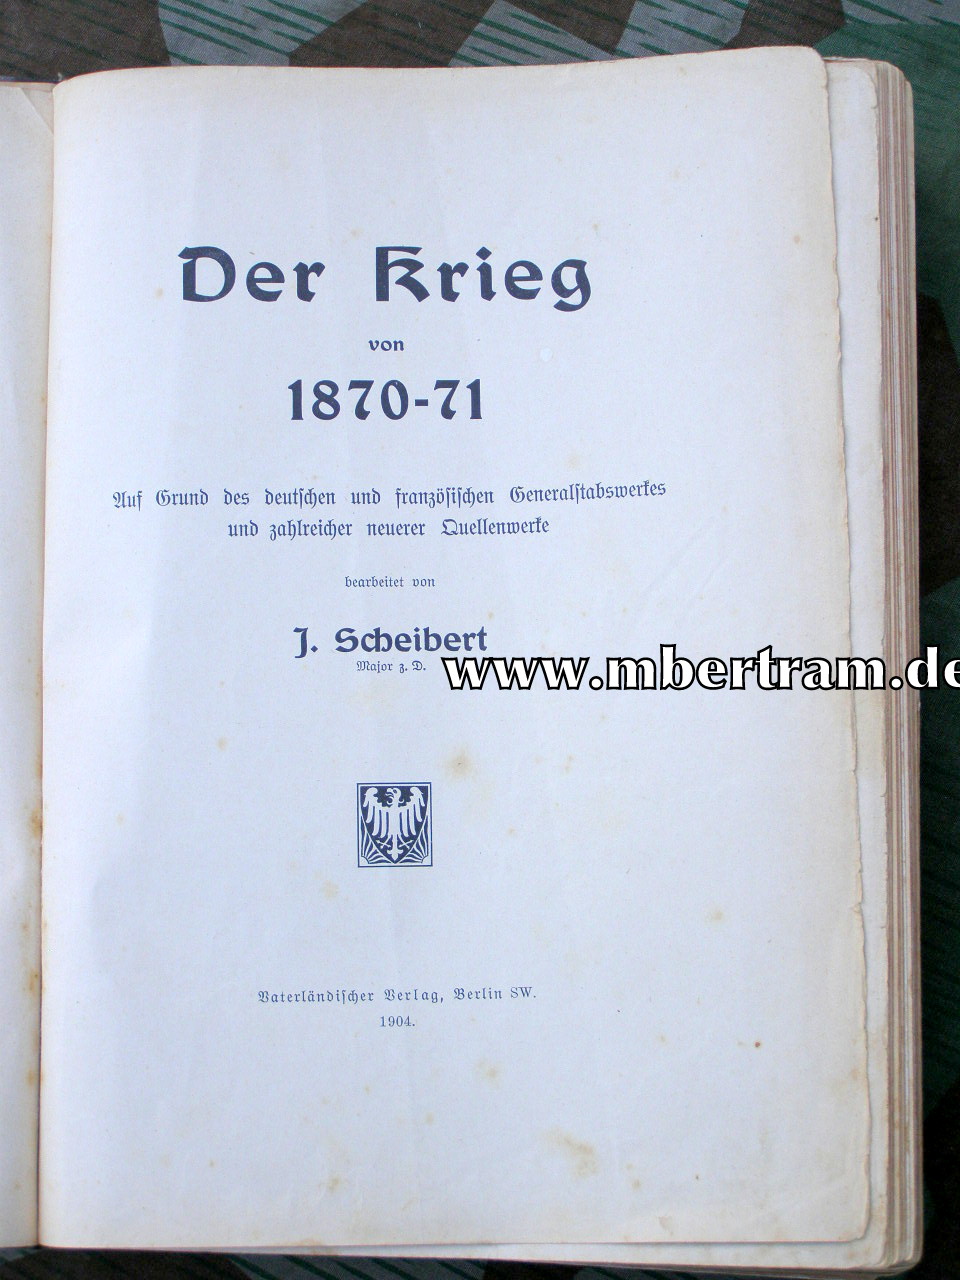 Der Krieg
von
1870-71
Auf Grund des deutſchen und franzöſiſchen Generalſtabswerkes
und zahlreicher neuerer Quellenwerke
bearbeitet von
J. Scheibert
Major z. D.
www.mbertram.de
Vaterländiſcher Verlag, Berlin SW.
1904.